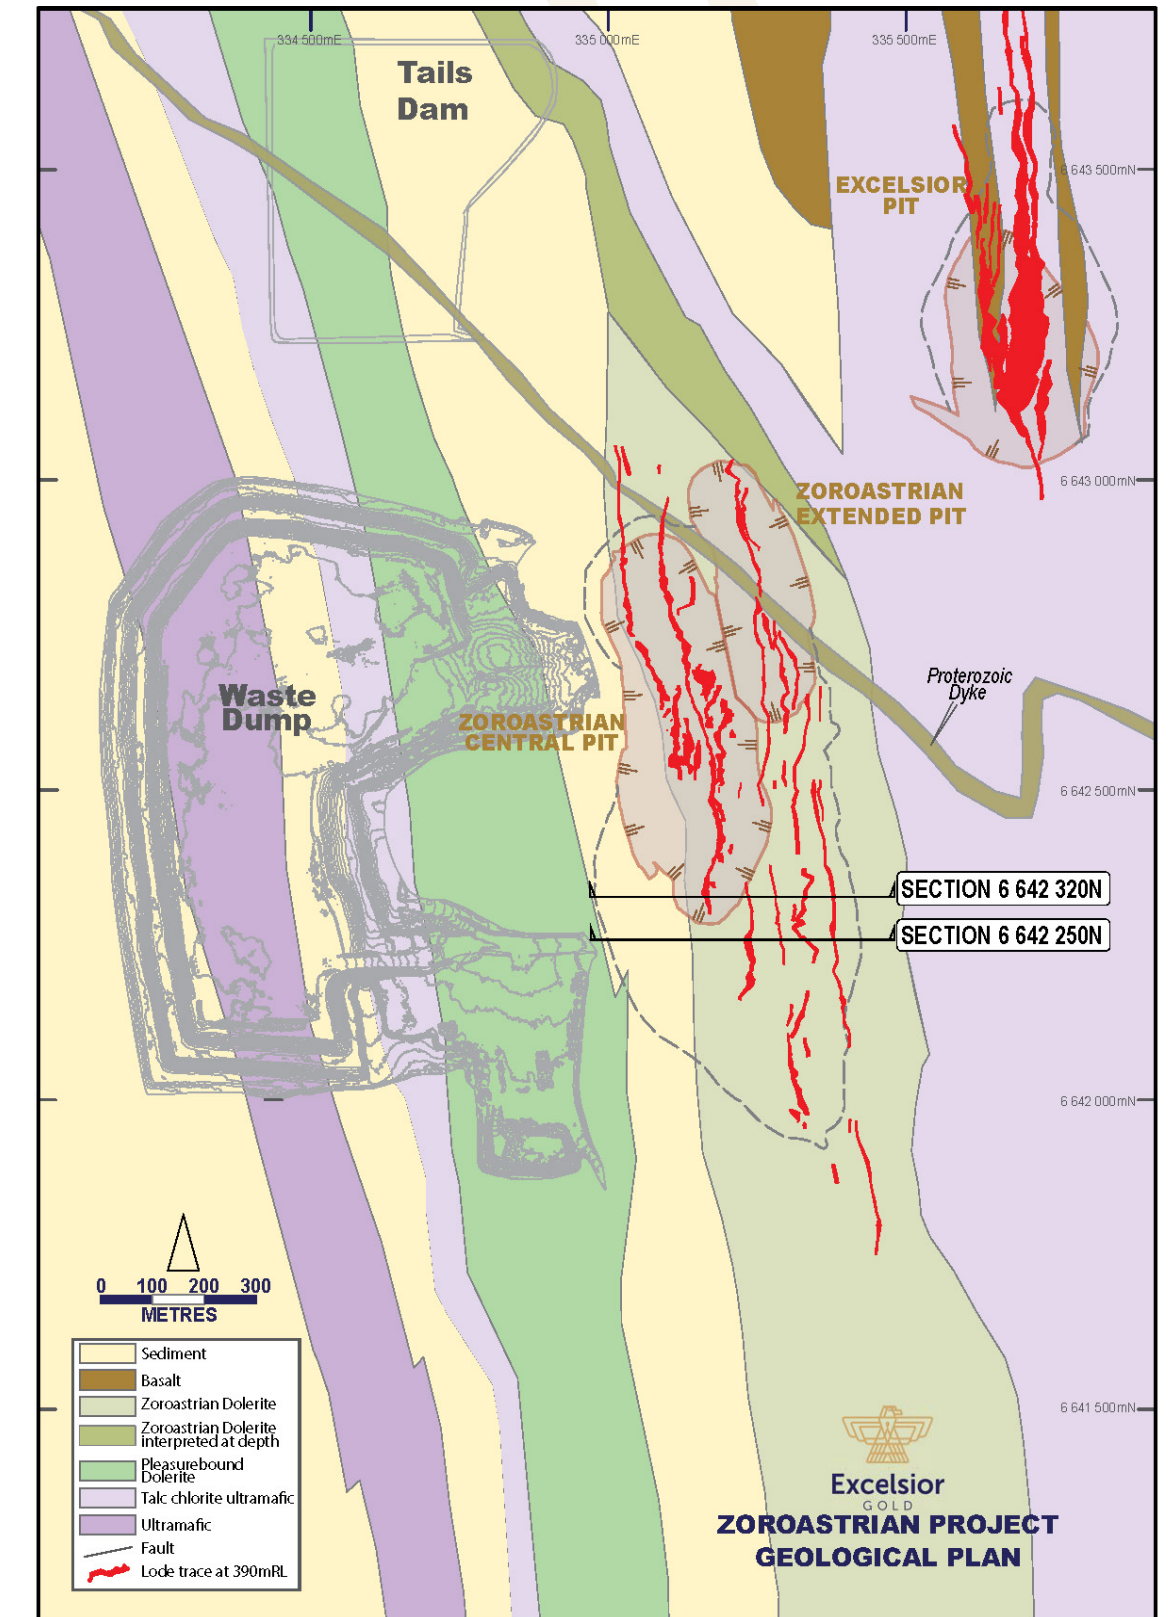 334 500mE
335 000mE
335 500mE
Tails
Dam
6 643 500mN
EXCELSIOR
PIT
6 643 000mN
ZOROASTRIAN
EXTENDED PIT
Waste
Dump
ZOROASTRIAN
CENTRAL PIT
Proterozoic
Dyke
6 642 500mN
SECTION 6 642 320N
SECTION 6 642 250N
6 642 000mN
0 100 200 300
METRES
Sediment
Basalt
Zoroastrian Dolerite
Zoroastrian Dolerite
interpreted at depth
Pleasurebound
Dolerite
Talc chlorite ultramafic
Ultramafic
Fault
Lode trace at 390mRL
6 641 500mN
Excelsior
GOLD
ZOROASTRIAN PROJECT
GEOLOGICAL PLAN